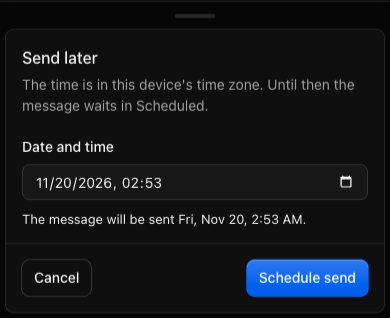 Send later
The time is in this device's time zone. Until then the
message waits in Scheduled.
Date and time
11/20/2026, 02:53
The message will be sent Fri, Nov 20, 2:53 AM.
Cancel
Schedule send